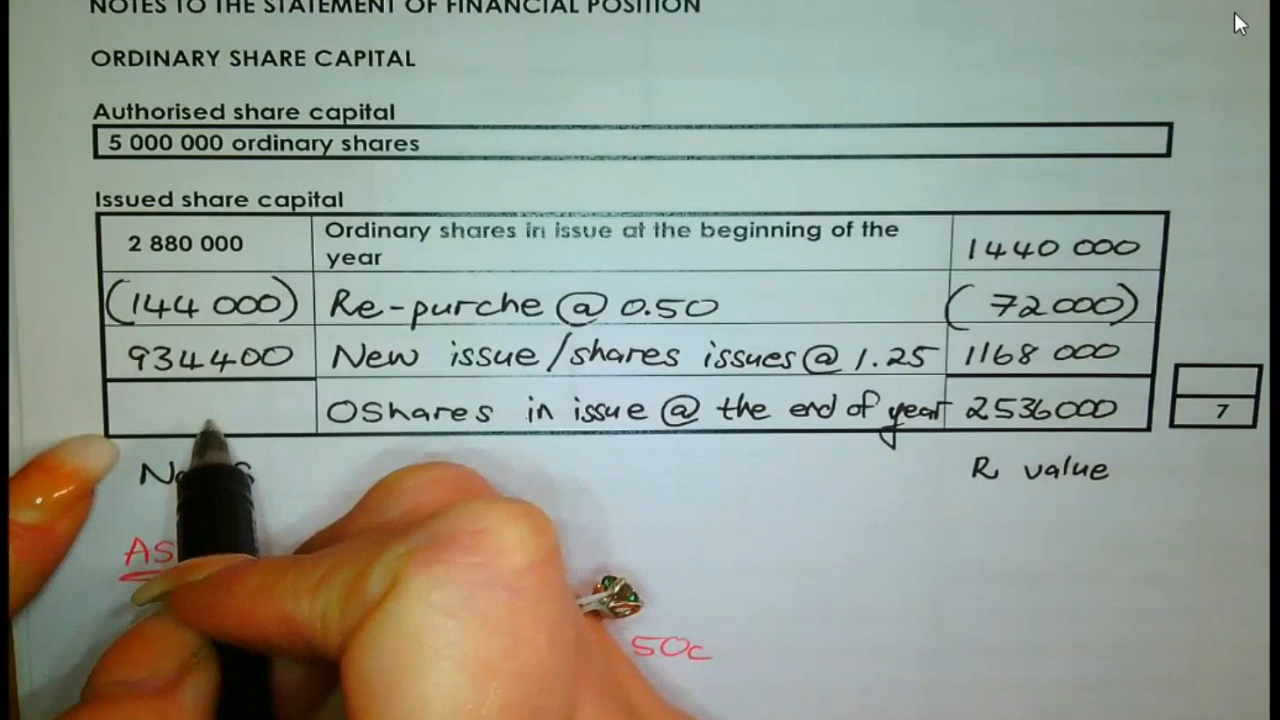 NOTES TO THE STATEMENT OF FINANCIAL POSITION
ORDINARY SHARE CAPITAL
Authorised share capital
5 000 000 ordinary shares
Issued share capital
2 880 000 Ordinary shares in issue at the beginning of the year 1440 000
(144 000) Re-purche @ 0.50 (72000)
934400 New issue/shares issues @ 1.25 1168 000
OShares in issue @ the end of year 2536000
7
R value
50c